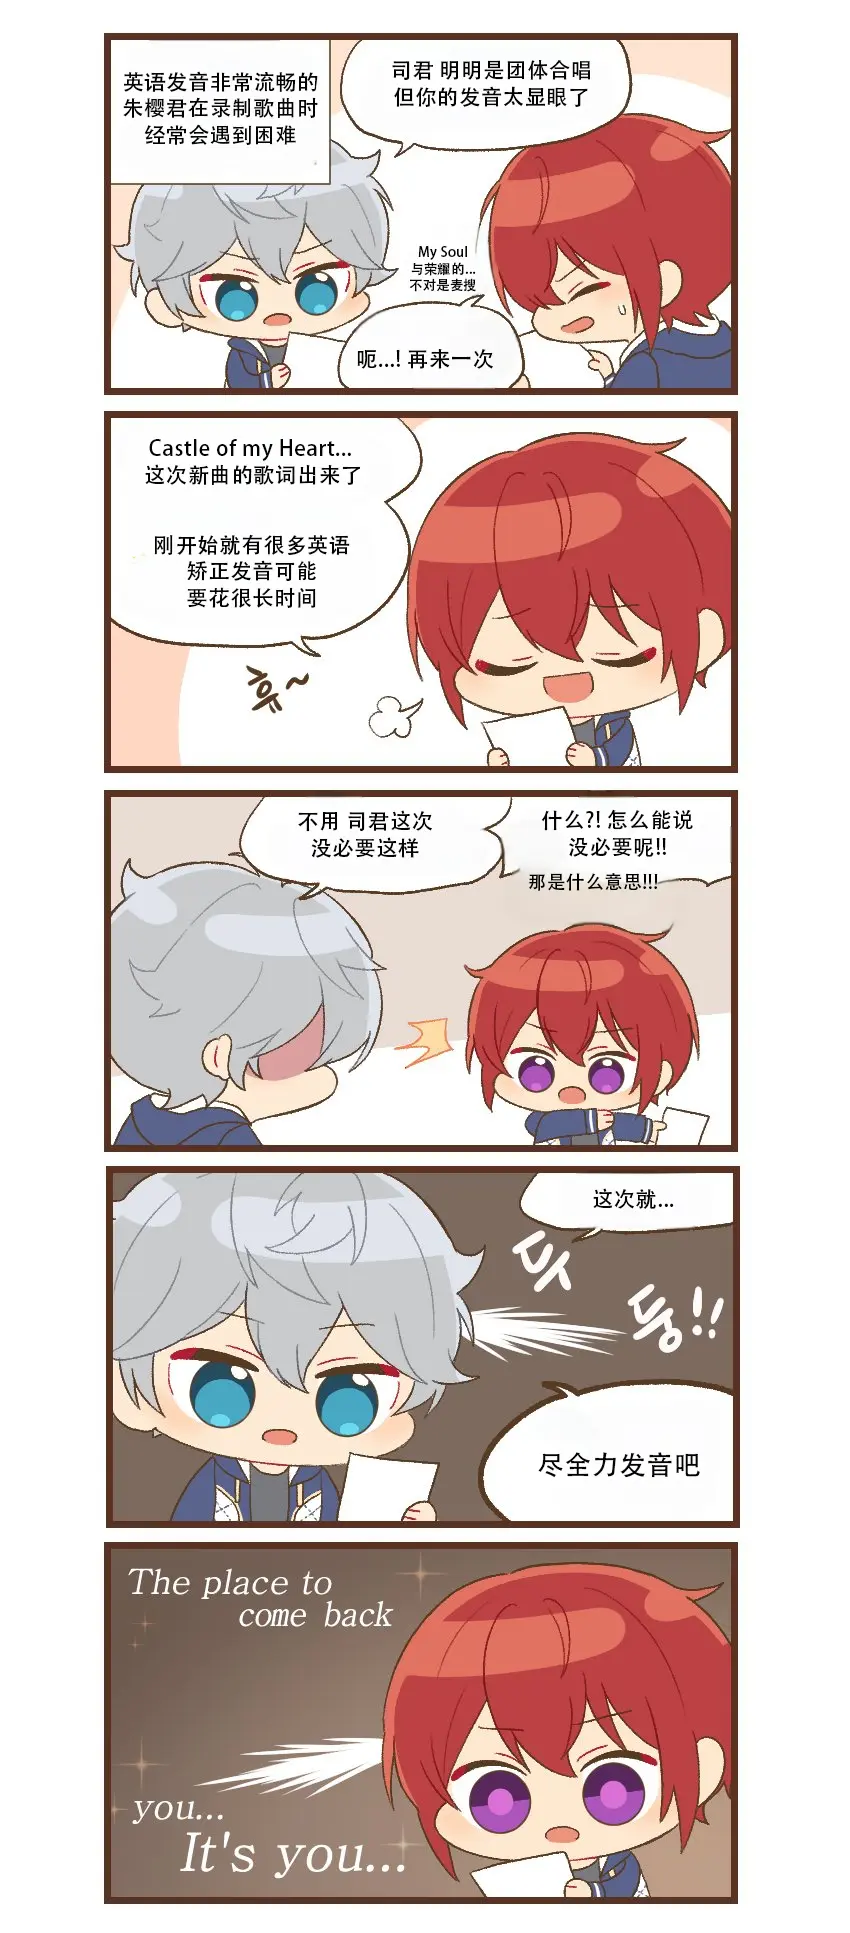 英语发音非常流畅的
朱樱君在录制歌曲时
经常会遇到困难
司君 明明是团体合唱
但你的发音太显眼了
My Soul
与荣耀的...
不对是麦搜
呃...! 再来一次
Castle of my Heart...
这次新曲的歌词出来了
刚开始就有很多英语
矫正发音可能
要花很长时间
휴~
不用 司君这次
没必要这样
什么?! 怎么能说
没必要呢!!
那是什么意思!!!
这次就...
두
둥!!
尽全力发音吧
The place to
come back
you...
It's you...